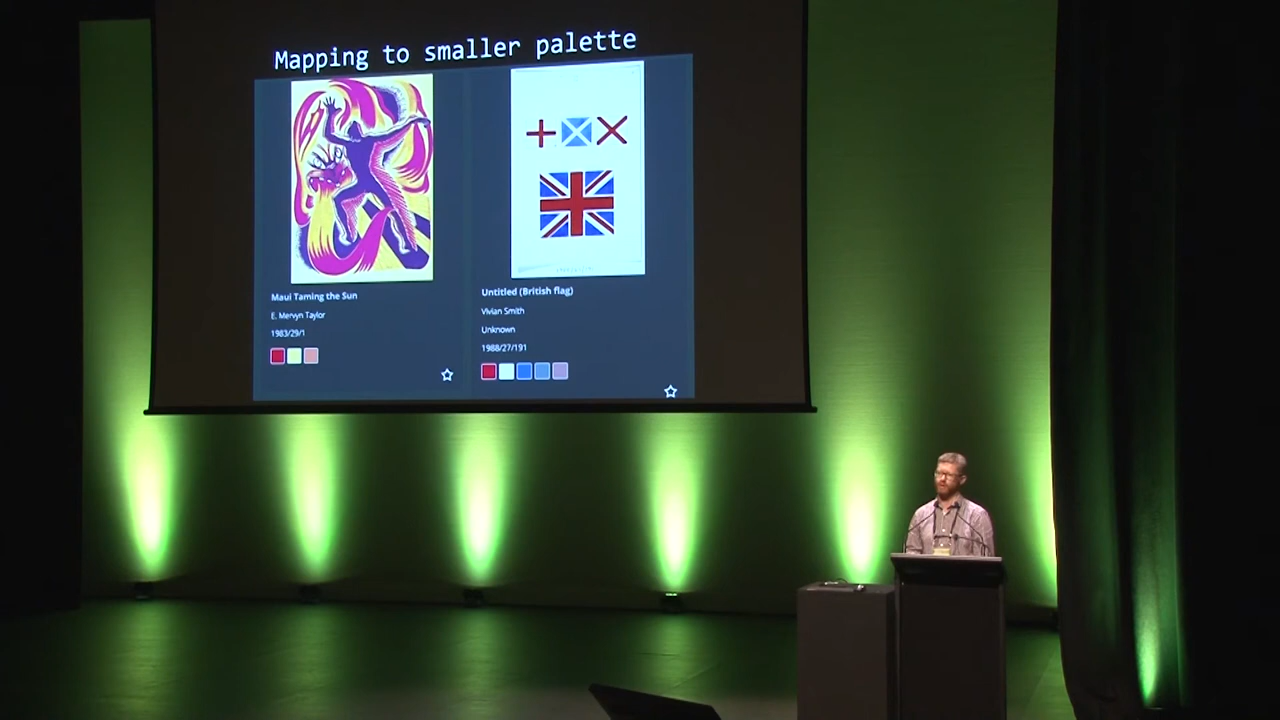 Mapping to smaller palette
Maui Taming the Sun
E. Mervyn Taylor
1983/29/1
Untitled (British flag)
Vivian Smith
Unknown
1988/27/191